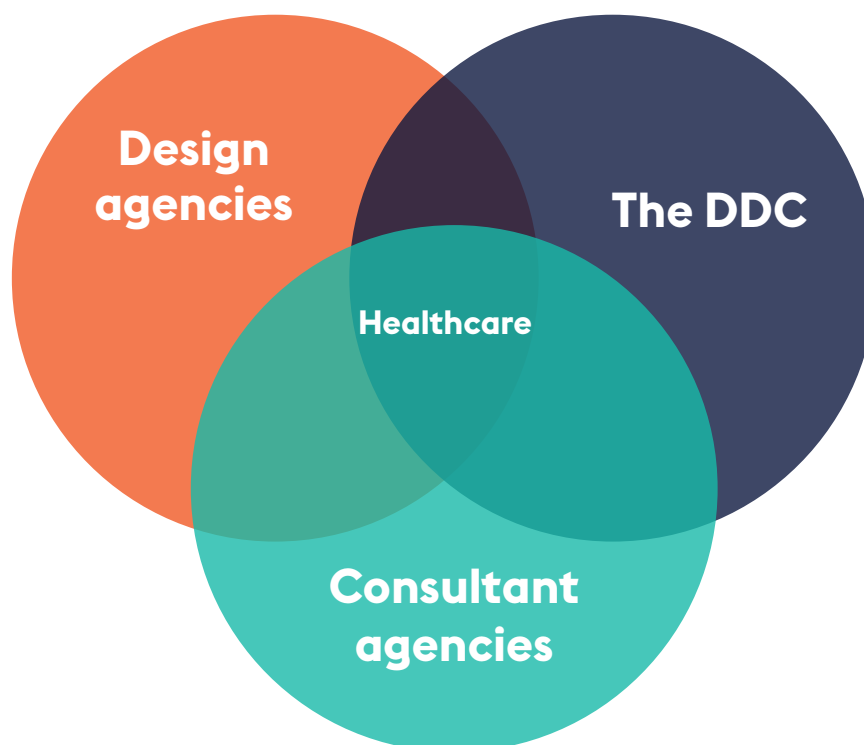 Design
agencies
The DDC
Healthcare
Consultant
agencies